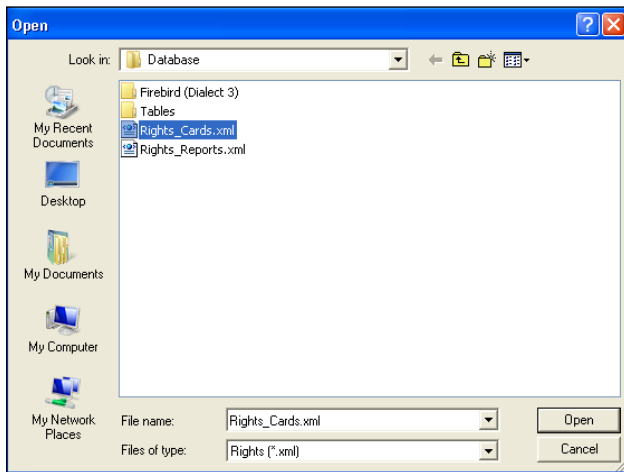 Open
Look in: Database
Firebird (Dialect 3)
Tables
Rights_Cards.xml
Rights_Reports.xml
My Recent
Documents
Desktop
My Documents
My Computer
My Network
Places
File name: Rights_Cards.xml Open
Files of type: Rights (*.xml) Cancel